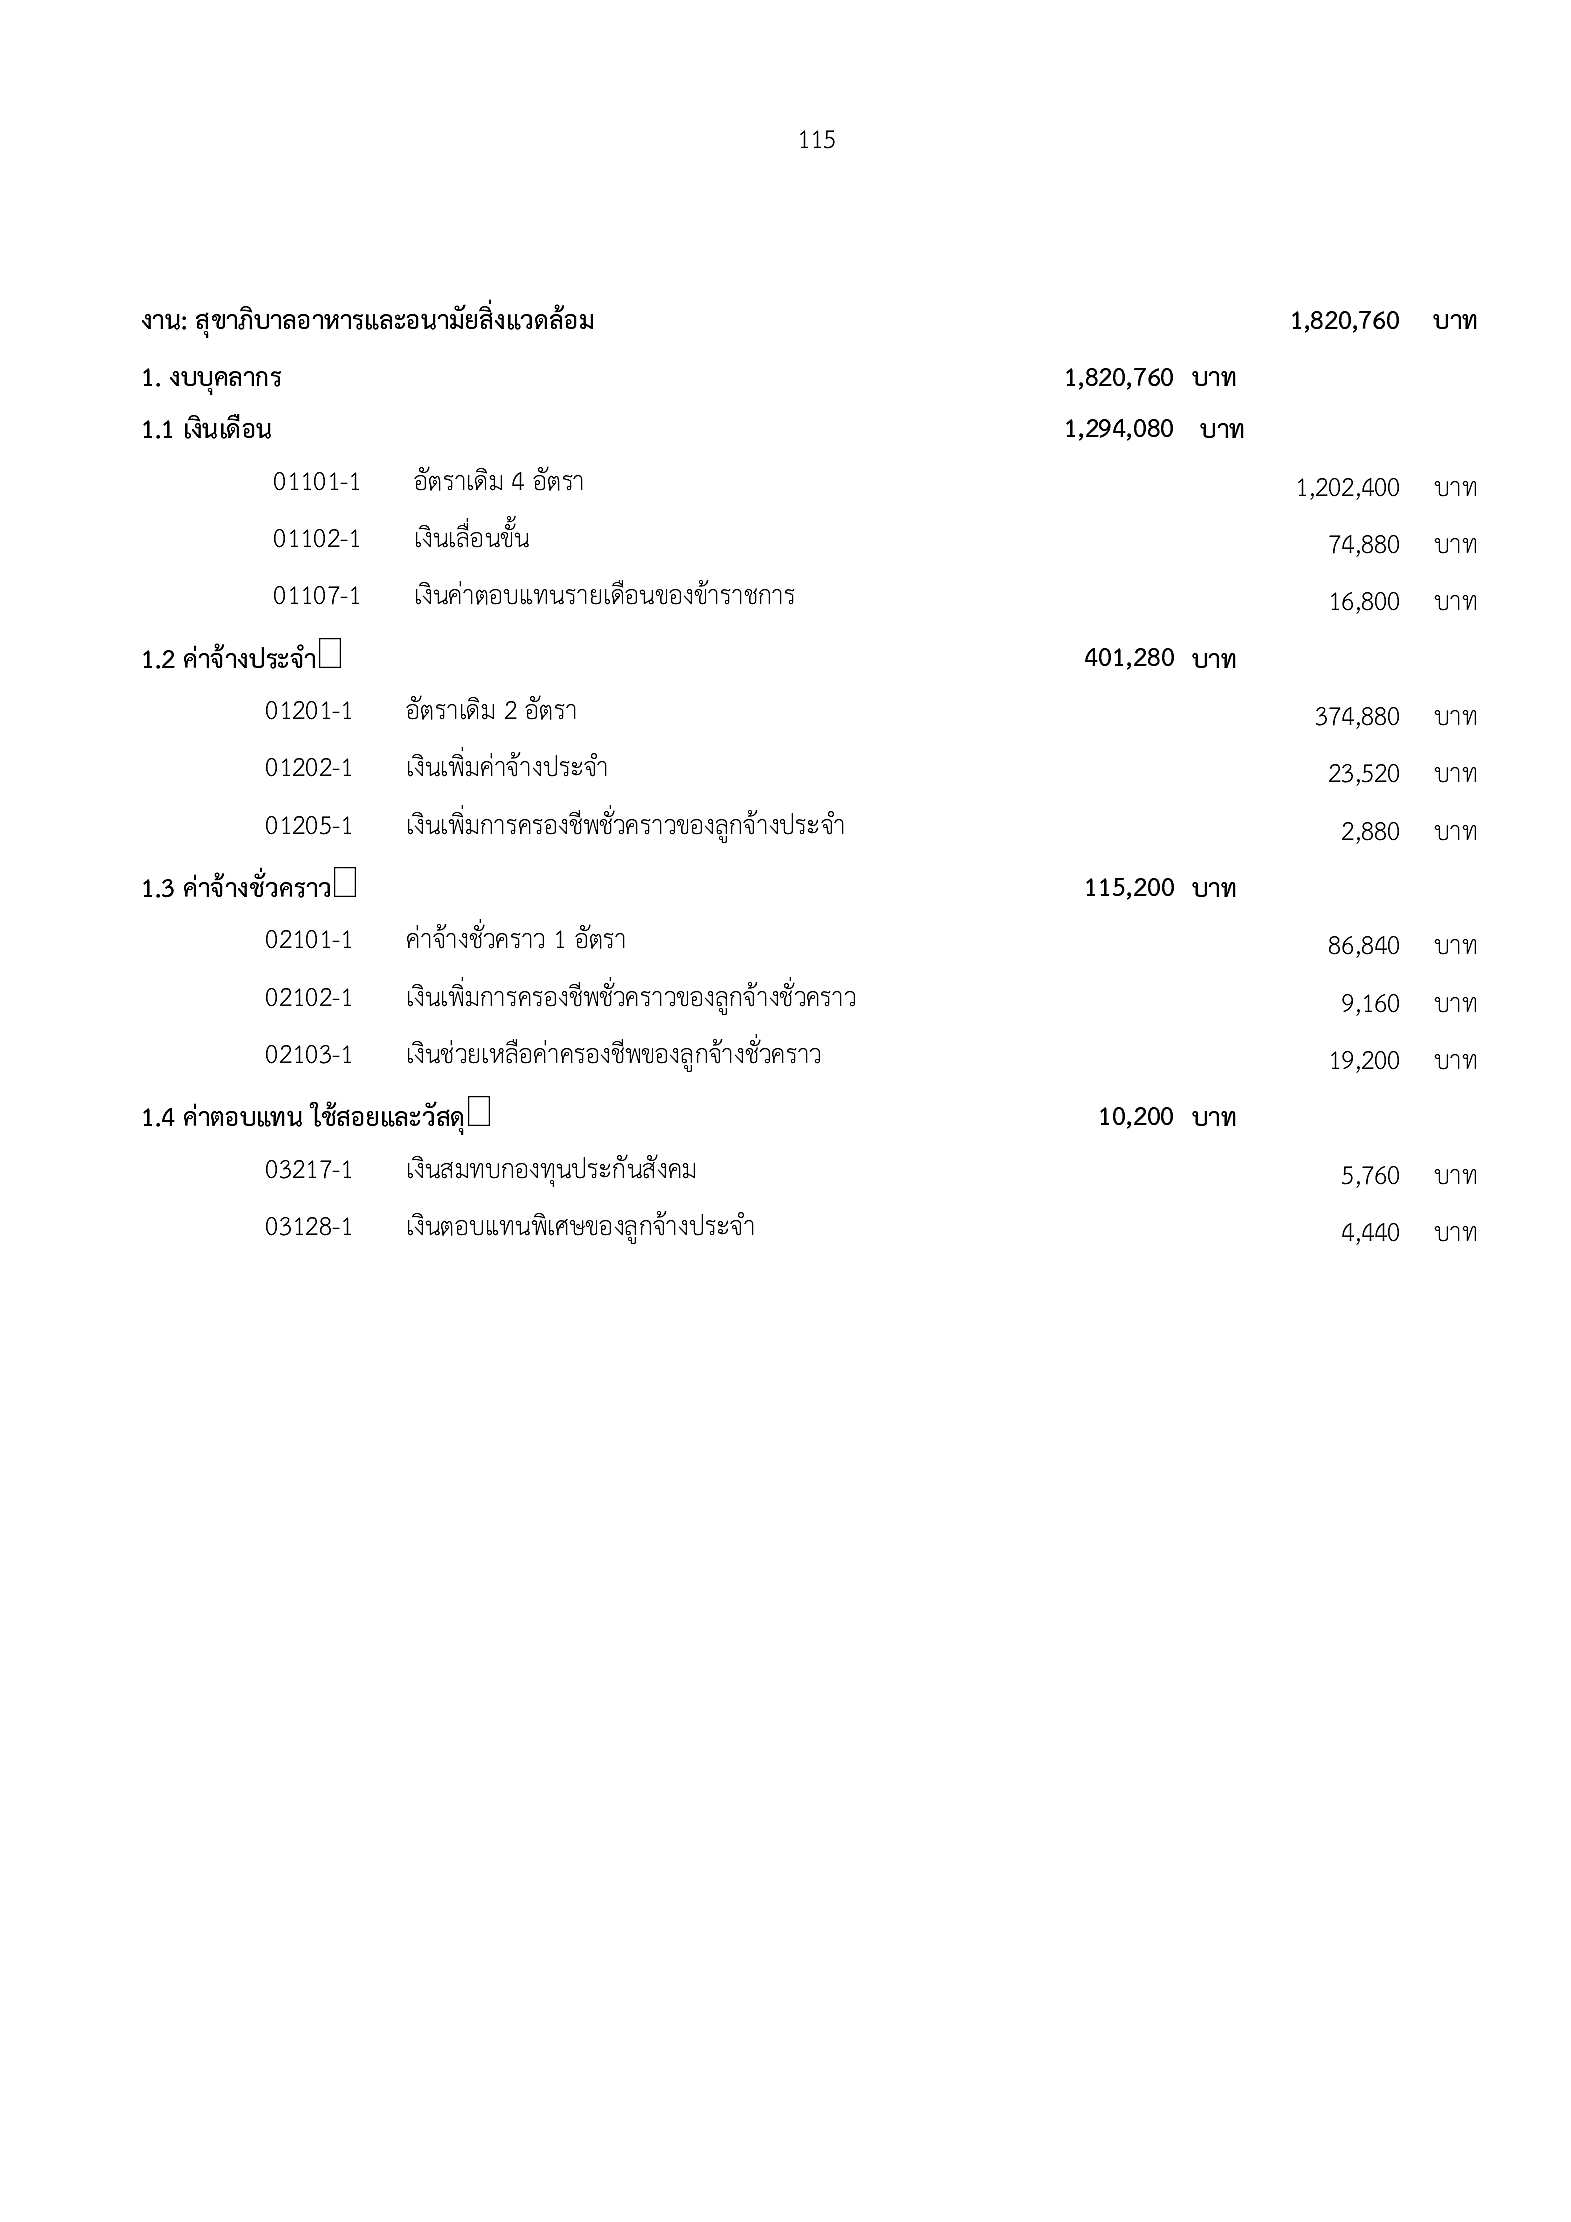 115
งาน: สุขาภิบาลอาหารและอนามัยสิ่งแวดล้อม 1,820,760 บาท
1. งบบุคลากร 1,820,760 บาท
1.1 เงินเดือน 1,294,080 บาท
01101-1 อัตราเดิม 4 อัตรา 1,202,400 บาท
01102-1 เงินเลื่อนขั้น 74,880 บาท
01107-1 เงินค่าตอบแทนรายเดือนของข้าราชการ 16,800 บาท
1.2 ค่าจ้างประจำ 401,280 บาท
01201-1 อัตราเดิม 2 อัตรา 374,880 บาท
01202-1 เงินเพิ่มค่าจ้างประจำ 23,520 บาท
01205-1 เงินเพิ่มการครองชีพชั่วคราวของลูกจ้างประจำ 2,880 บาท
1.3 ค่าจ้างชั่วคราว 115,200 บาท
02101-1 ค่าจ้างชั่วคราว 1 อัตรา 86,840 บาท
02102-1 เงินเพิ่มการครองชีพชั่วคราวของลูกจ้างชั่วคราว 9,160 บาท
02103-1 เงินช่วยเหลือค่าครองชีพของลูกจ้างชั่วคราว 19,200 บาท
1.4 ค่าตอบแทน ใช้สอยและวัสดุ 10,200 บาท
03217-1 เงินสมทบกองทุนประกันสังคม 5,760 บาท
03128-1 เงินตอบแทนพิเศษของลูกจ้างประจำ 4,440 บาท